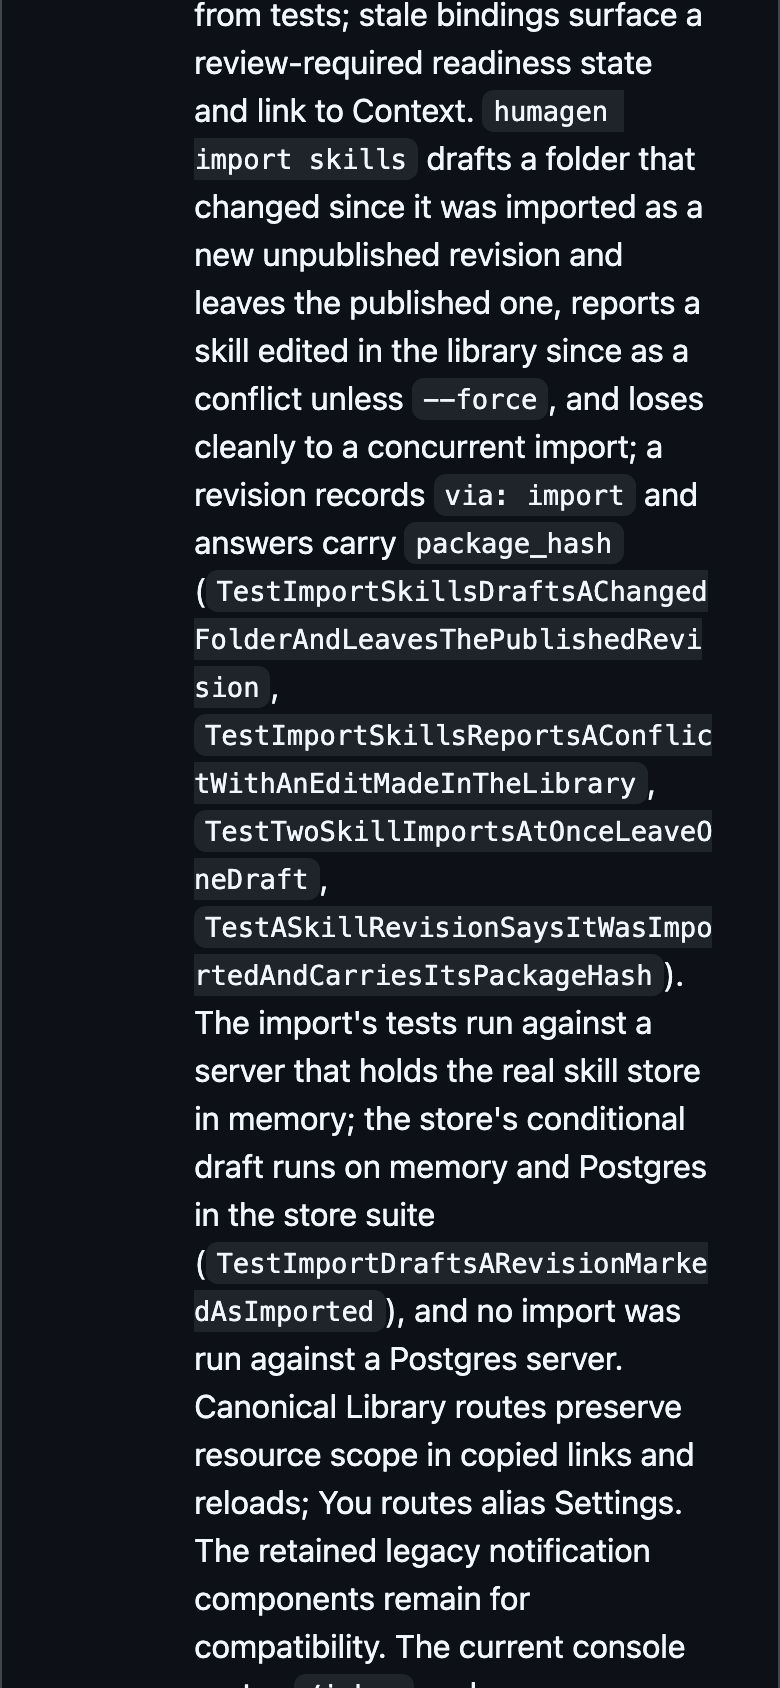 from tests; stale bindings surface a
review-required readiness state
and link to Context. humagen
import skills drafts a folder that
changed since it was imported as a
new unpublished revision and
leaves the published one, reports a
skill edited in the library since as a
conflict unless --force, and loses
cleanly to a concurrent import; a
revision records via: import and
answers carry package_hash
(TestImportSkillsDraftsAChanged
FolderAndLeavesThePublishedRevi
sion,
TestImportSkillsReportsAConflic
tWithAnEditMadeInTheLibrary,
TestTwoSkillImportsAtOnceLeaveO
neDraft,
TestASkillRevisionSaysItWasImpo
rtedAndCarriesItsPackageHash).
The import's tests run against a
server that holds the real skill store
in memory; the store's conditional
draft runs on memory and Postgres
in the store suite
(TestImportDraftsARevisionMarke
dAsImported), and no import was
run against a Postgres server.
Canonical Library routes preserve
resource scope in copied links and
reloads; You routes alias Settings.
The retained legacy notification
components remain for
compatibility. The current console